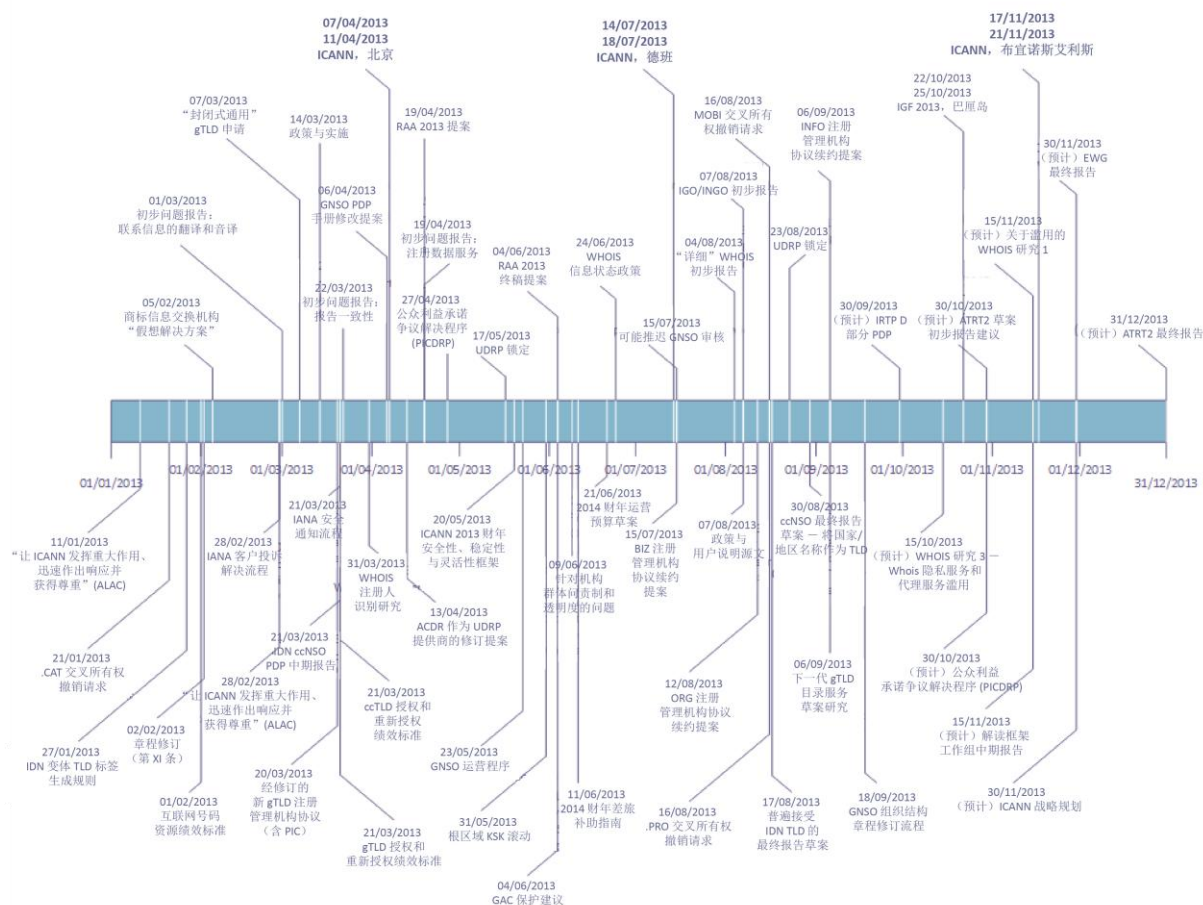 07/04/2013
11/04/2013
ICANN，北京
14/07/2013
18/07/2013
ICANN，德班
17/11/2013
21/11/2013
ICANN，布宜诺斯艾利斯
07/03/2013
“封闭式通用”
gTLD 申请
14/03/2013
政策与实施
19/04/2013
RAA 2013 提案
16/08/2013
MOBI 交叉所有
权撤销请求
06/09/2013
INFO 注册
管理机构
协议续约提案
22/10/2013
25/10/2013
IGF 2013，巴厘岛
30/11/2013
（预计）EWG
最终报告
01/03/2013
初步问题报告：
联系信息的翻译和音译
06/04/2013
GNSO PDP
手册修改提案
19/04/2013
初步问题报告：
注册数据服务
04/06/2013
RAA 2013
终稿提案
24/06/2013
WHOIS
信息状态政策
07/08/2013
IGO/INGO 初步报告
04/08/2013
“详细”WHOIS
初步报告
23/08/2013
UDRP 锁定
15/11/2013
（预计）关于滥用的
WHOIS 研究 1
05/02/2013
商标信息交换机构
“假想解决方案”
22/03/2013
初步问题报告：
报告一致性
27/04/2013
公众利益承诺
争议解决程序
(PICDRP)
17/05/2013
UDRP 锁定
15/07/2013
可能推迟 GNSO 审核
30/09/2013
（预计）IRTP D
部分 PDP
30/10/2013
（预计）ATRT2 草案
初步报告建议
31/12/2013
（预计）ATRT2 最终报告
01/01/2013
01/02/2013
01/03/2013
01/04/2013
01/05/2013
01/06/2013
01/07/2013
01/08/2013
01/09/2013
01/10/2013
01/11/2013
01/12/2013
31/12/2013
11/01/2013
“让 ICANN 发挥重大作用、
迅速作出响应并
获得尊重” (ALAC)
28/02/2013
IANA 客户投诉
解决流程
21/03/2013
IANA 安全
通知流程
31/03/2013
WHOIS
注册人
识别研究
20/05/2013
ICANN 2013 财年
安全性、稳定性
与灵活性框架
09/06/2013
针对机构
群体问责制和
透明度的问题
21/06/2013
2014 财年运营
预算草案
15/07/2013
BIZ 注册
管理机构
协议续约
提案
07/08/2013
政策与
用户说明源文
30/08/2013
ccNSO 最终报告
草案 － 将国家/
地区名称作为 TLD
15/10/2013
（预计）WHOIS 研究 3 －
Whois 隐私服务和
代理服务滥用
13/04/2013
ACDR 作为 UDRP
提供商的修订提案
21/01/2013
.CAT 交叉所有权
撤销请求
28/02/2013
“让 ICANN 发挥重大作用、
迅速作出响应并
获得尊重” (ALAC)
21/03/2013
IDN ccNSO
PDP 中期报告
21/03/2013
ccTLD 授权和
重新授权
绩效标准
12/08/2013
ORG 注册
管理机构协议
续约提案
06/09/2013
下一代 gTLD
目录服务
草案研究
30/10/2013
（预计）公众利益
承诺争议解决程序 (PICDRP)
27/01/2013
IDN 变体 TLD 标签
生成规则
02/02/2013
章程修订
（第 XI 条）
20/03/2013
经修订的
新 gTLD 注册
管理机构协议
（含 PIC）
23/05/2013
GNSO 运营程序
15/11/2013
（预计）解读框架
工作组中期报告
01/02/2013
互联网号码
资源绩效标准
21/03/2013
gTLD 授权和
重新授权绩效标准
31/05/2013
根区域 KSK 滚动
11/06/2013
2014 财年差旅
补助指南
16/08/2013
.PRO 交叉所有权
撤销请求
17/08/2013
普遍接受
IDN TLD 的
最终报告草案
18/09/2013
GNSO 组织结构
章程修订流程
30/11/2013
（预计）ICANN 战略规划
04/06/2013
GAC 保护建议